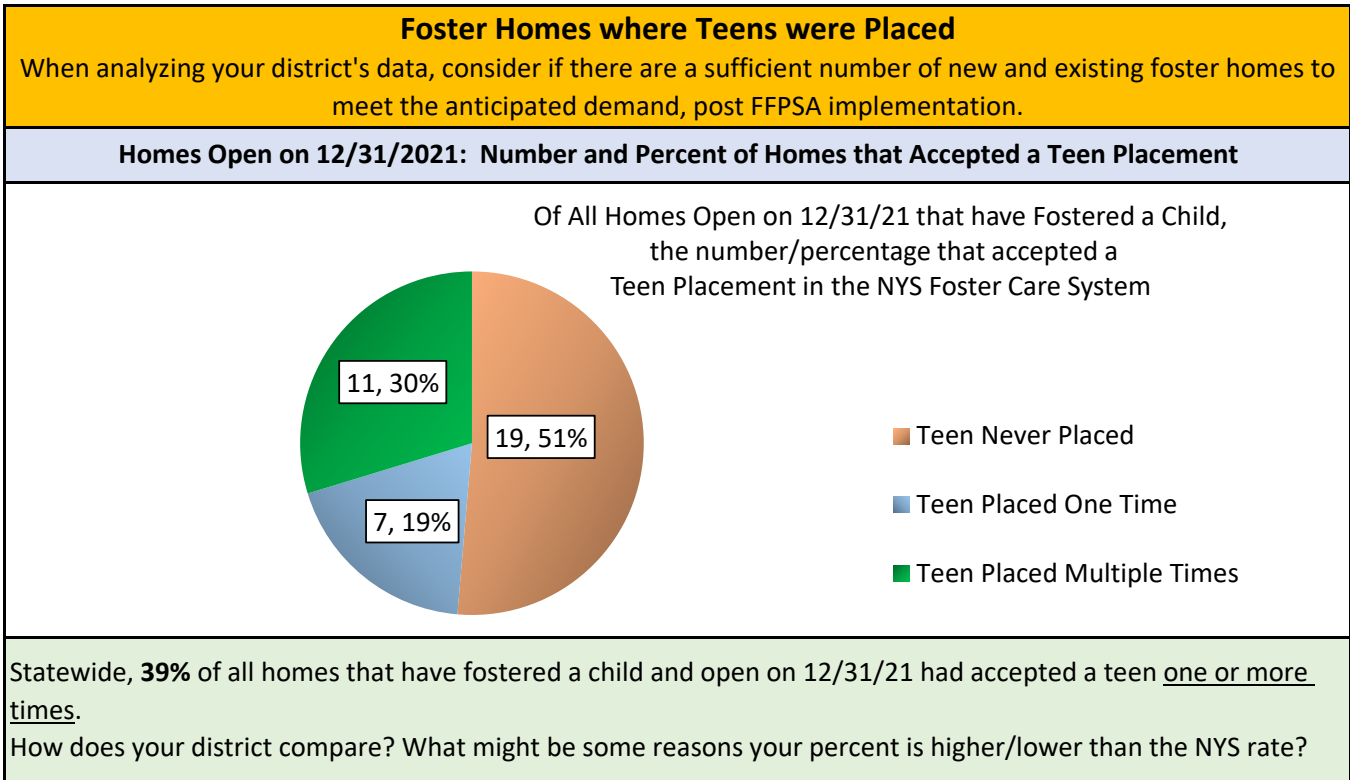 Foster Homes where Teens were Placed
When analyzing your district's data, consider if there are a sufficient number of new and existing foster homes to
meet the anticipated demand, post FFPSA implementation.
Homes Open on 12/31/2021:  Number and Percent of Homes that Accepted a Teen Placement
Of All Homes Open on 12/31/21 that have Fostered a Child,
the number/percentage that accepted a
Teen Placement in the NYS Foster Care System
11, 30%
19, 51%
7, 19%
Teen Never Placed
Teen Placed One Time
Teen Placed Multiple Times
Statewide, 39% of all homes that have fostered a child and open on 12/31/21 had accepted a teen one or more
times.
How does your district compare? What might be some reasons your percent is higher/lower than the NYS rate?